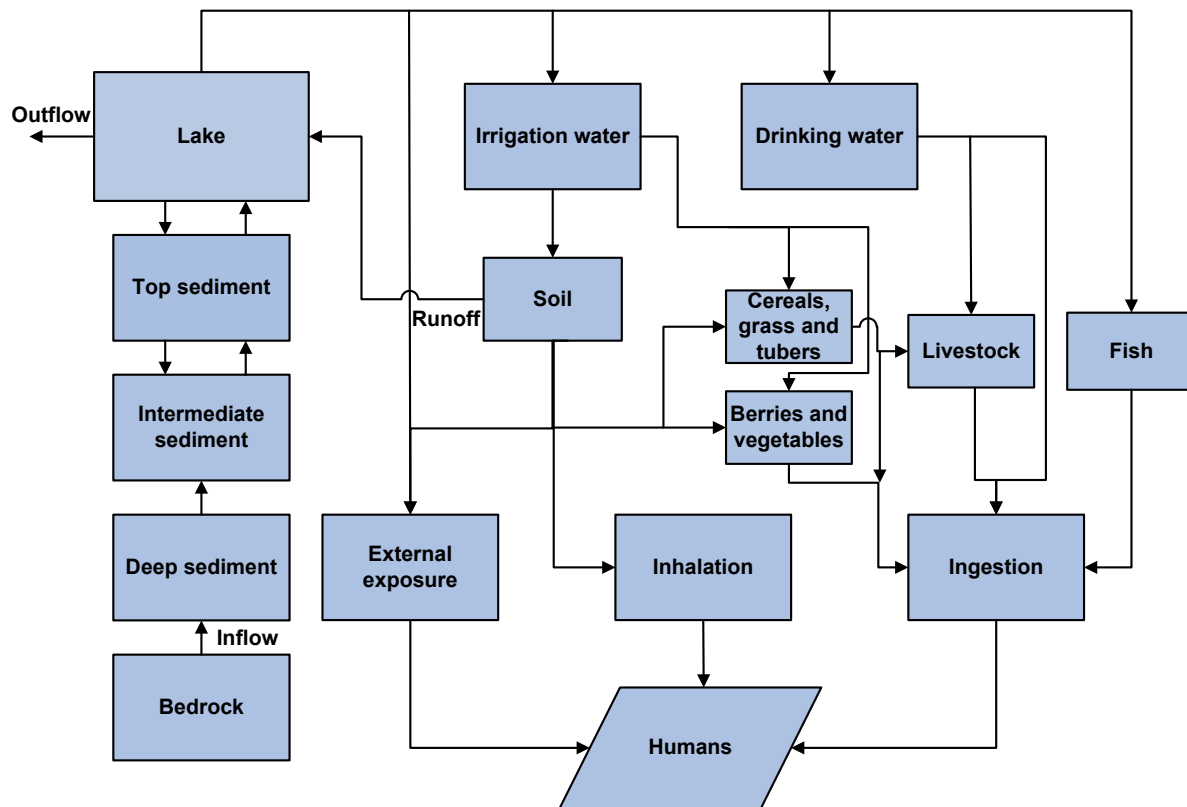 Outflow
Lake
Irrigation water
Drinking water
Top sediment
Soil
Runoff
Cereals,
grass and
tubers
Livestock
Fish
Intermediate
sediment
Berries and
vegetables
Deep sediment
External
exposure
Inhalation
Ingestion
Inflow
Bedrock
Humans